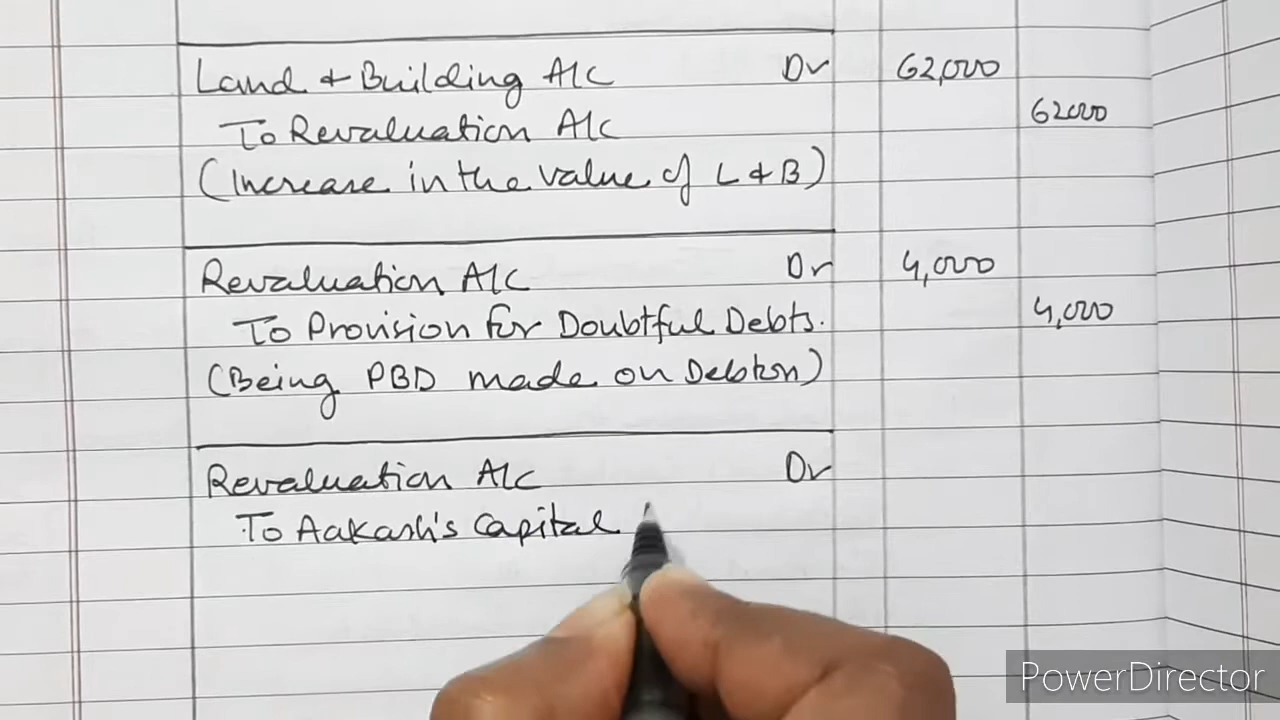 Land & Building A/C Dr 62,000
To Revaluation A/C 62000
(Increase in the value of L & B)
Revaluation A/C Dr 4,000
To Provision for Doubtful Debts. 4,000
(Being PBD made on Debtors)
Revaluation A/C Dr
To Aakash's Capital
PowerDirector